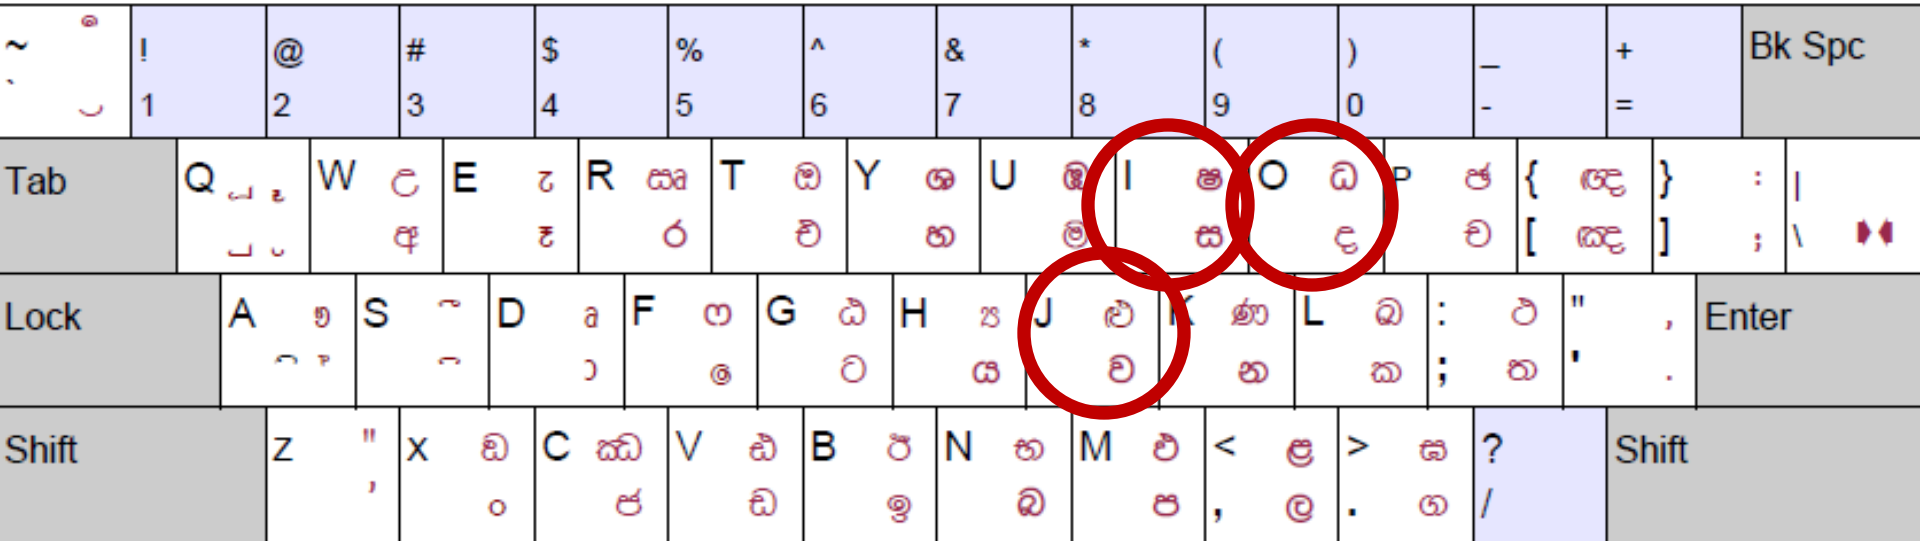 ~
! @ # $ % ^ & * ( ) _ + Bk Spc
` 1 2 3 4 5 6 7 8 9 0 - =
Tab Q W උ E R ඍ T ඔ Y ශ U ඹ I ෂ O ධ P ඡ { ඥ } : |
අ ර එ හ ම ස ද ච [ ඤ ] ; \
Lock A S D F ෆ G ඨ H J ළු K ණ L ඛ : ථ " , Enter
ට ය ව න ක ; ත ' .
Shift Z " X ඞ C ඣ V ඪ B ඊ N භ M ඵ < ළ > ඝ ? Shift
' ං ජ ඩ ඉ බ ප , ල . ග /